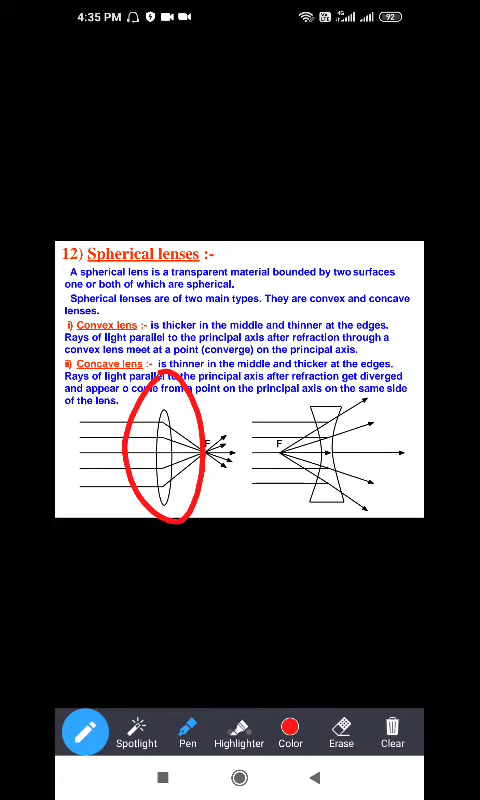 4:35 PM
4G
92
12) Spherical lenses :-
A spherical lens is a transparent material bounded by two surfaces
one or both of which are spherical.
Spherical lenses are of two main types. They are convex and concave
lenses.
i) Convex lens :- is thicker in the middle and thinner at the edges.
Rays of light parallel to the principal axis after refraction through a
convex lens meet at a point (converge) on the principal axis.
ii) Concave lens :- is thinner in the middle and thicker at the edges.
Rays of light parallel to the principal axis after refraction get diverged
and appear o come from a point on the principal axis on the same side
of the lens.
F
F
Spotlight Pen Highlighter Color Erase Clear